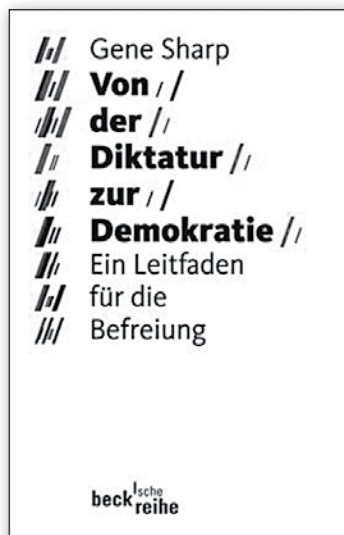 Gene Sharp
Von //
der //
Diktatur //
zur //
Demokratie //
Ein Leitfaden
für die
Befreiung
beck'sche
reihe